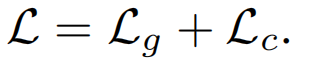 ℒ = ℒ_g + ℒ_c.